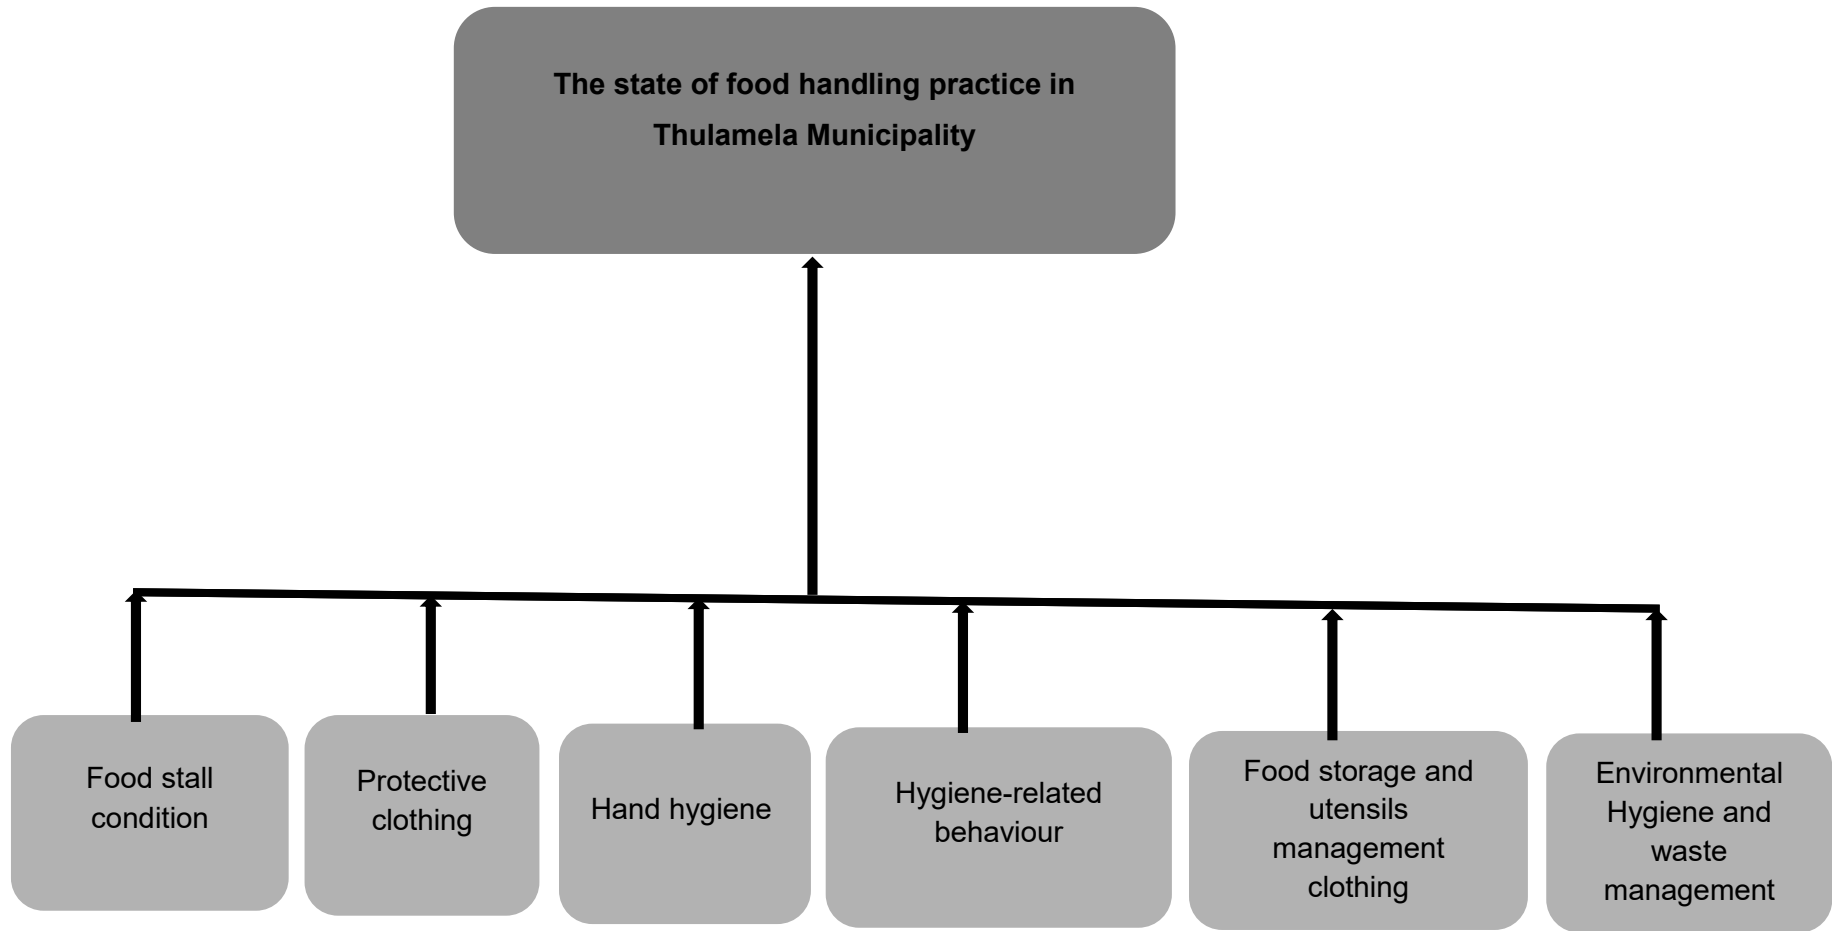 The state of food handling practice in
Thulamela Municipality
Food stall
condition
Protective
clothing
Hand hygiene
Hygiene-related
behaviour
Food storage and
utensils
management
clothing
Environmental
Hygiene and
waste
management